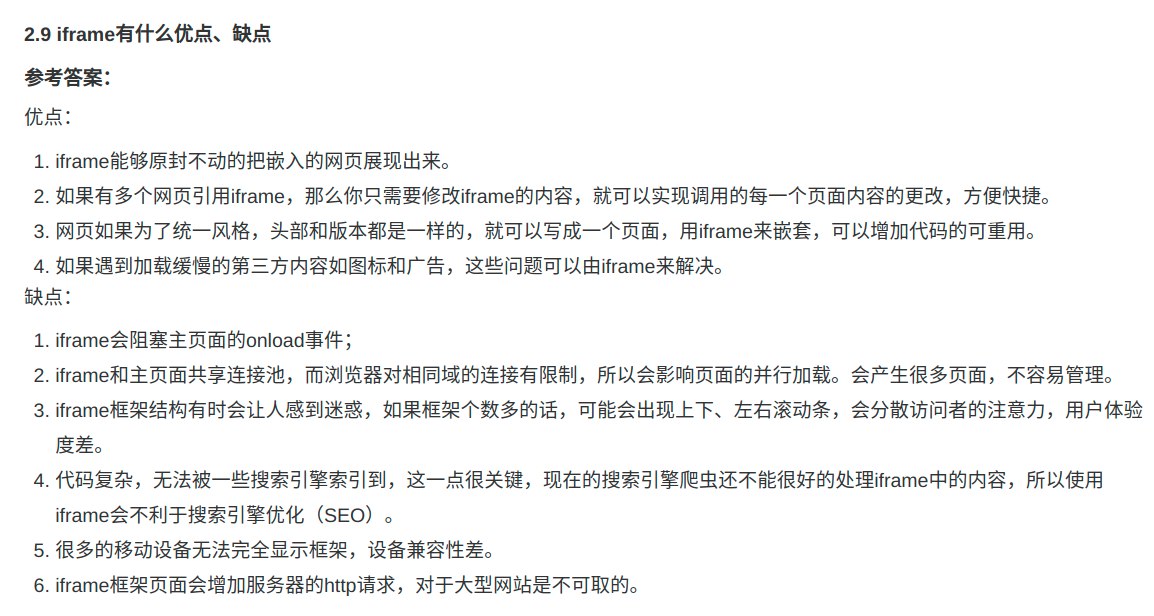 2.9 iframe有什么优点、缺点
参考答案：
优点：
1. iframe能够原封不动的把嵌入的网页展现出来。
2. 如果有多个网页引用iframe，那么你只需要修改iframe的内容，就可以实现调用的每一个页面内容的更改，方便快捷。
3. 网页如果为了统一风格，头部和版本都是一样的，就可以写成一个页面，用iframe来嵌套，可以增加代码的可重用。
4. 如果遇到加载缓慢的第三方内容如图标和广告，这些问题可以由iframe来解决。
缺点：
1. iframe会阻塞主页面的onload事件；
2. iframe和主页面共享连接池，而浏览器对相同域的连接有限制，所以会影响页面的并行加载。会产生很多页面，不容易管理。
3. iframe框架结构有时会让人感到迷惑，如果框架个数多的话，可能会出现上下、左右滚动条，会分散访问者的注意力，用户体验
度差。
4. 代码复杂，无法被一些搜索引擎索引到，这一点很关键，现在的搜索引擎爬虫还不能很好的处理iframe中的内容，所以使用
iframe会不利于搜索引擎优化（SEO）。
5. 很多的移动设备无法完全显示框架，设备兼容性差。
6. iframe框架页面会增加服务器的http请求，对于大型网站是不可取的。